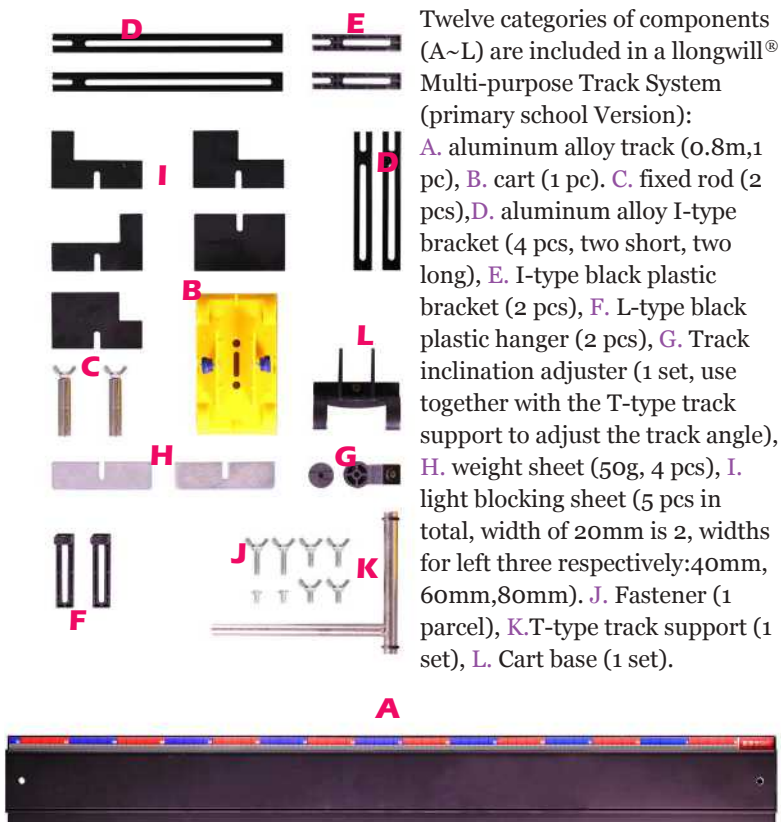 D
E
Twelve categories of components
(A~L) are included in a llongwill®
Multi-purpose Track System
(primary school Version):
A. aluminum alloy track (0.8m,1
pc), B. cart (1 pc). C. fixed rod (2
pcs),D. aluminum alloy I-type
bracket (4 pcs, two short, two
long), E. I-type black plastic
bracket (2 pcs), F. L-type black
plastic hanger (2 pcs), G. Track
inclination adjuster (1 set, use
together with the T-type track
support to adjust the track angle),
H. weight sheet (50g, 4 pcs), I.
light blocking sheet (5 pcs in
total, width of 20mm is 2, widths
for left three respectively:40mm,
60mm,80mm). J. Fastener (1
parcel), K.T-type track support (1
set), L. Cart base (1 set).
I
D
B
L
C
H
G
J
K
F
A